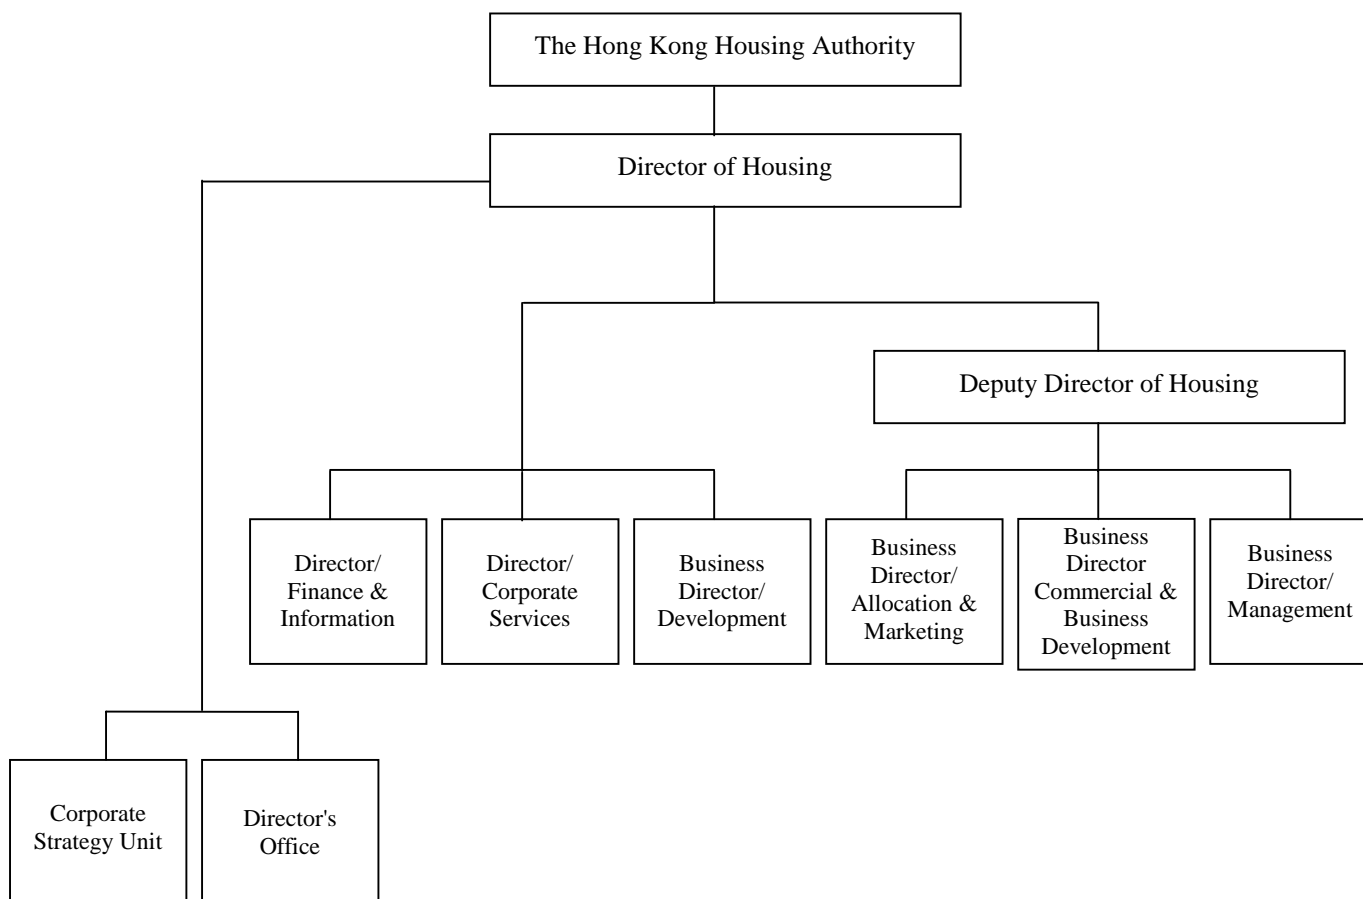 The Hong Kong Housing Authority
Director of Housing
Deputy Director of Housing
Director/
Finance &
Information
Director/
Corporate
Services
Business
Director/
Development
Business
Director/
Allocation &
Marketing
Business
Director
Commercial &
Business
Development
Business
Director/
Management
Corporate
Strategy Unit
Director's
Office